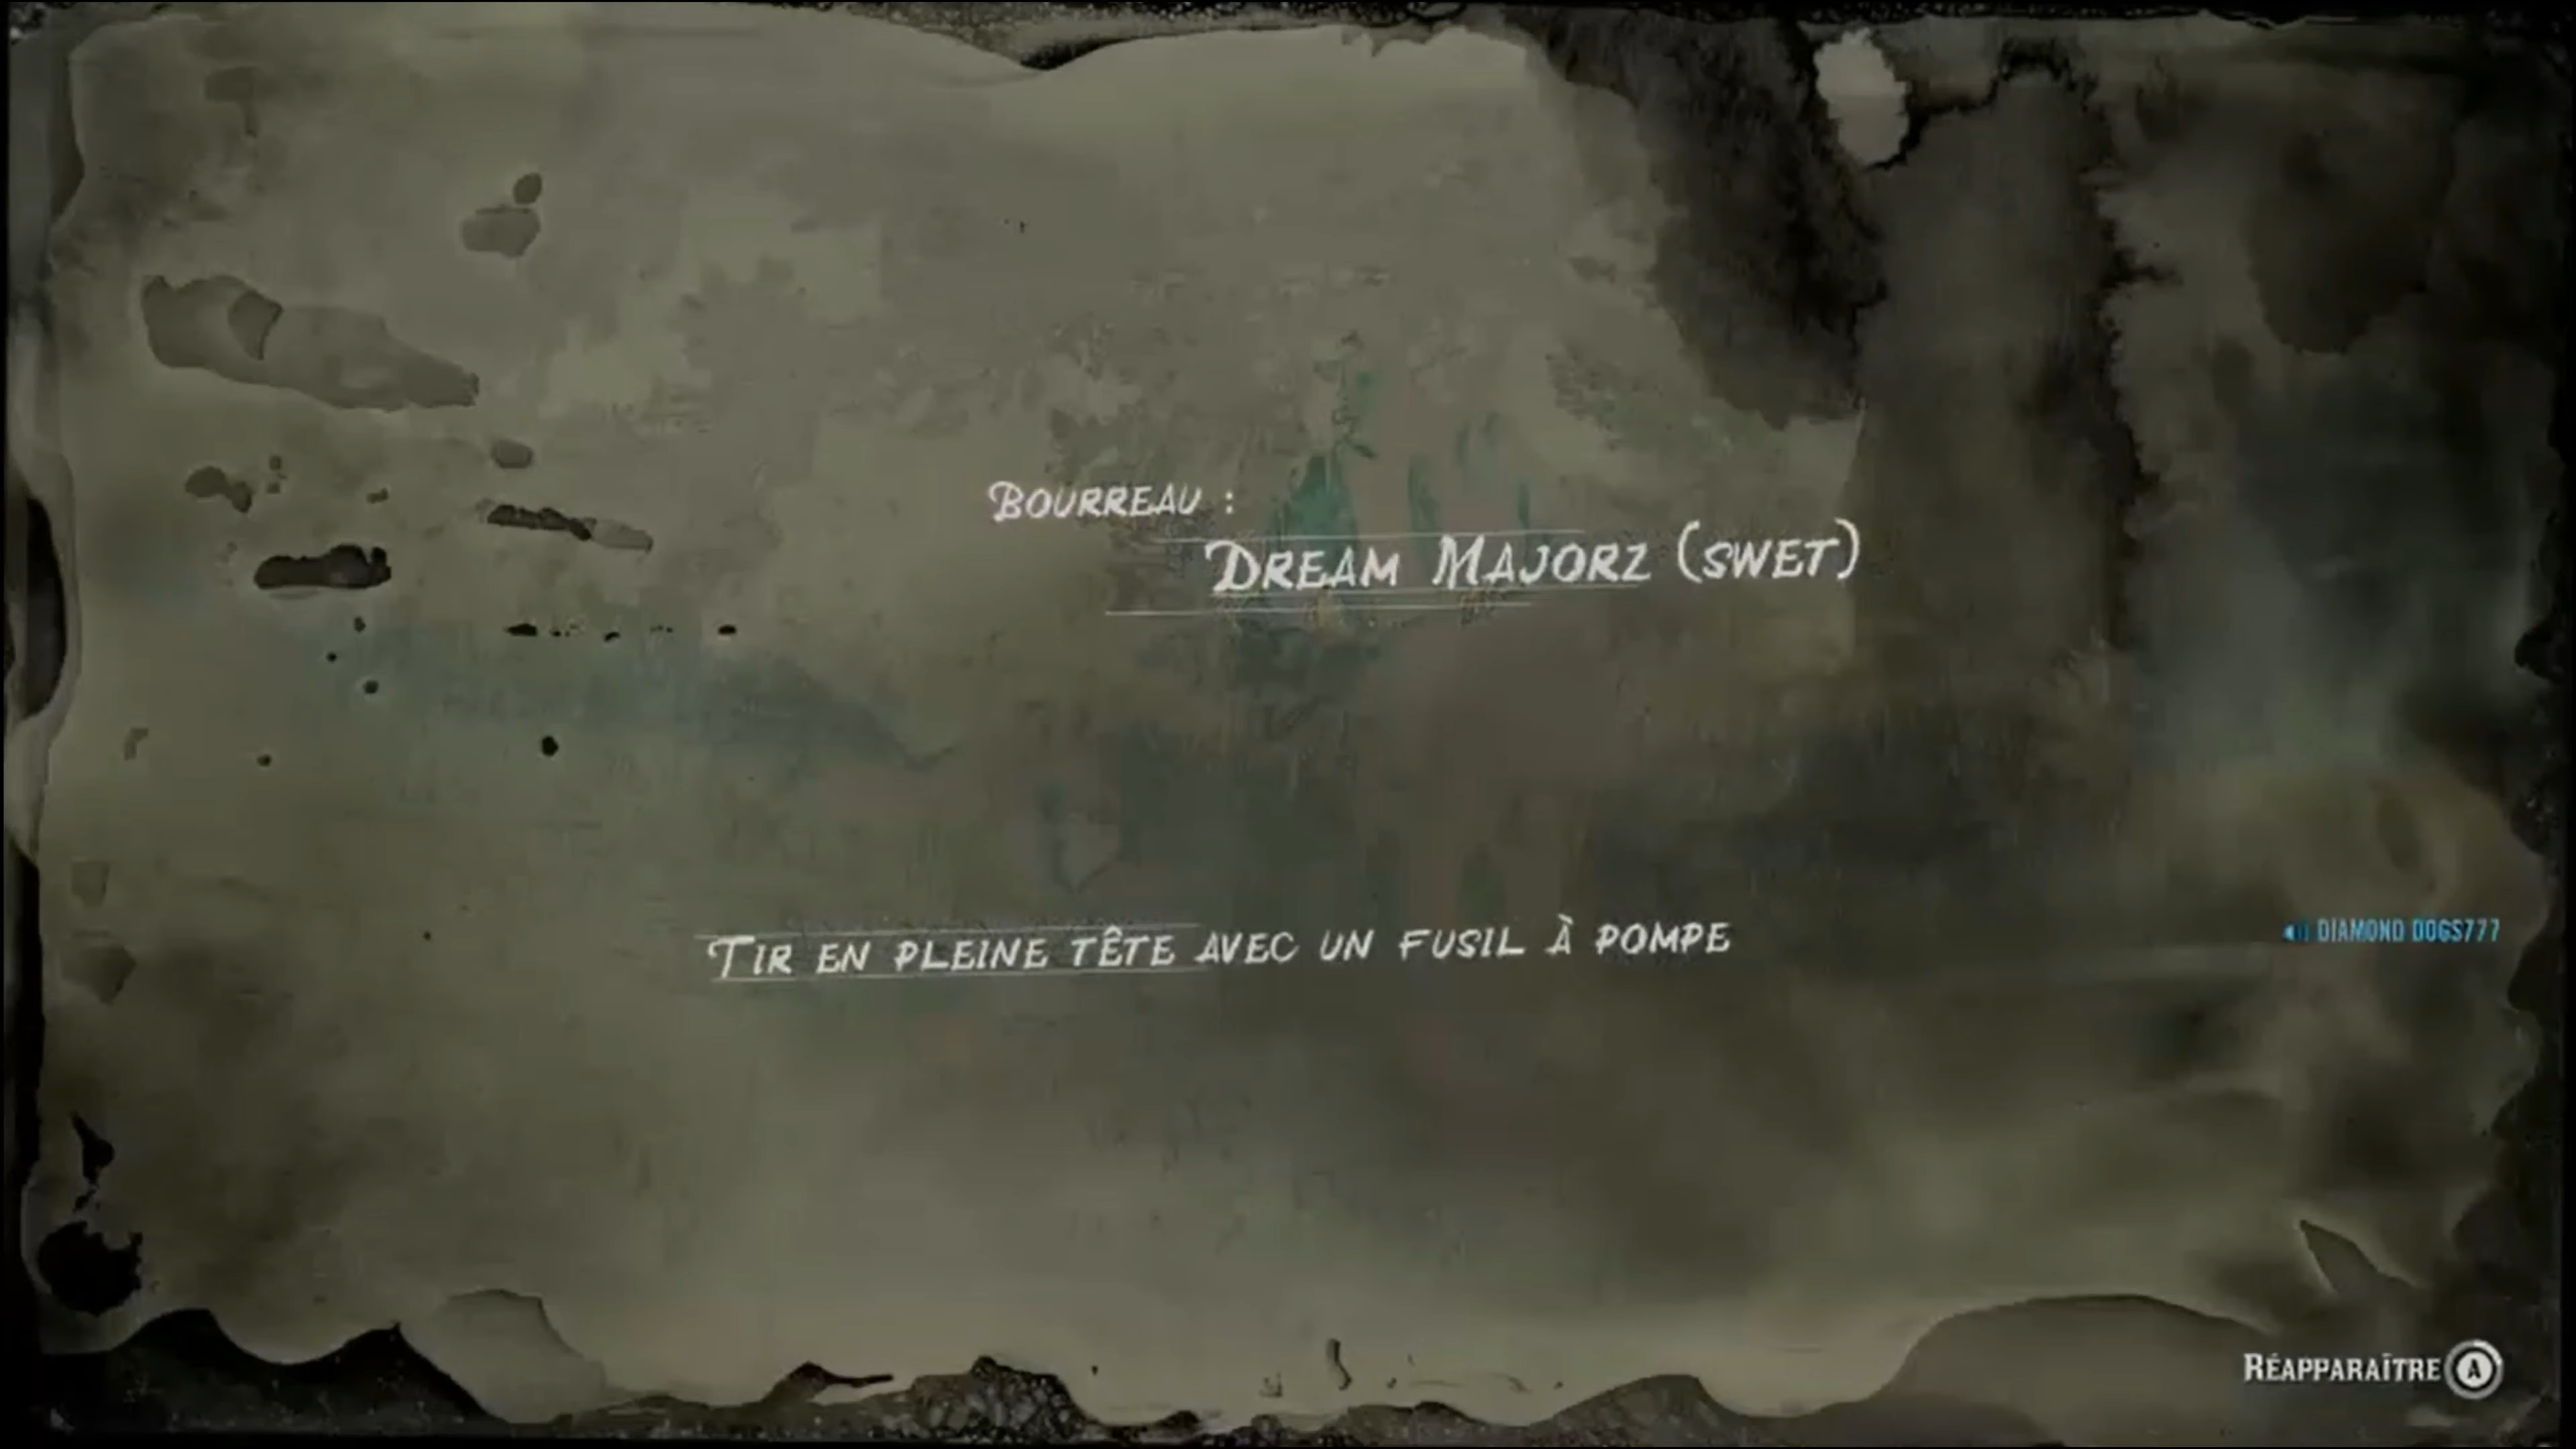 BOURREAU :
DREAM MAJORZ (SWET)
TIR EN PLEINE TÊTE AVEC UN FUSIL À POMPE
DIAMOND DOGS777
RÉAPPARAÎTRE A